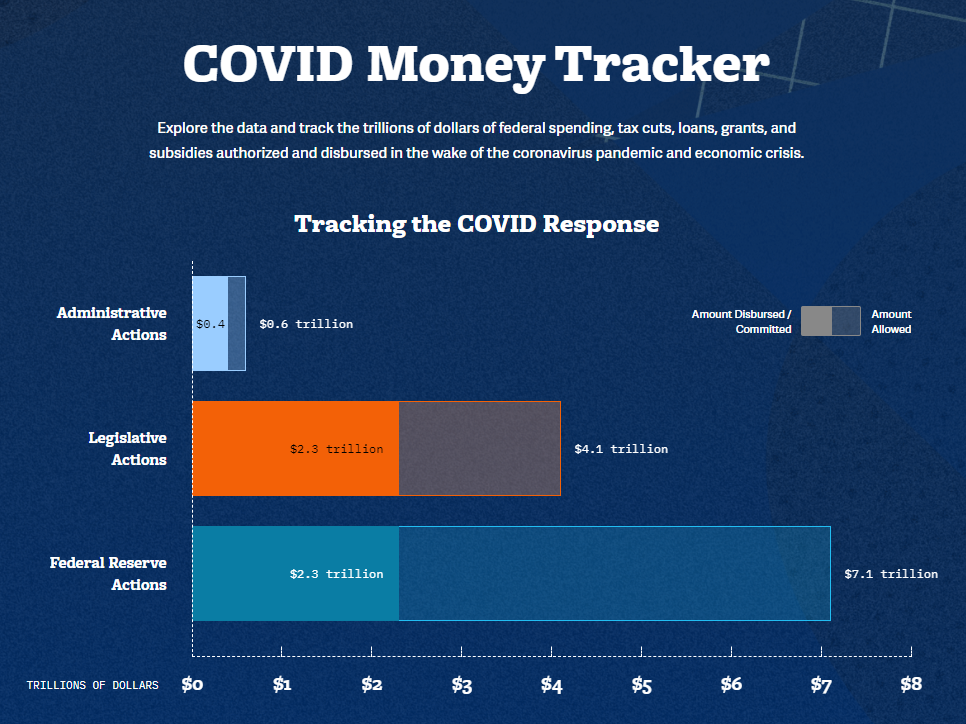 COVID Money Tracker
Explore the data and track the trillions of dollars of federal spending, tax cuts, loans, grants, and
subsidies authorized and disbursed in the wake of the coronavirus pandemic and economic crisis.
Tracking the COVID Response
Administrative
Actions
$0.4
$0.6 trillion
Amount Disbursed /
Committed
Amount
Allowed
Legislative
Actions
$2.3 trillion
$4.1 trillion
Federal Reserve
Actions
$2.3 trillion
$7.1 trillion
TRILLIONS OF DOLLARS $0 $1 $2 $3 $4 $5 $6 $7 $8